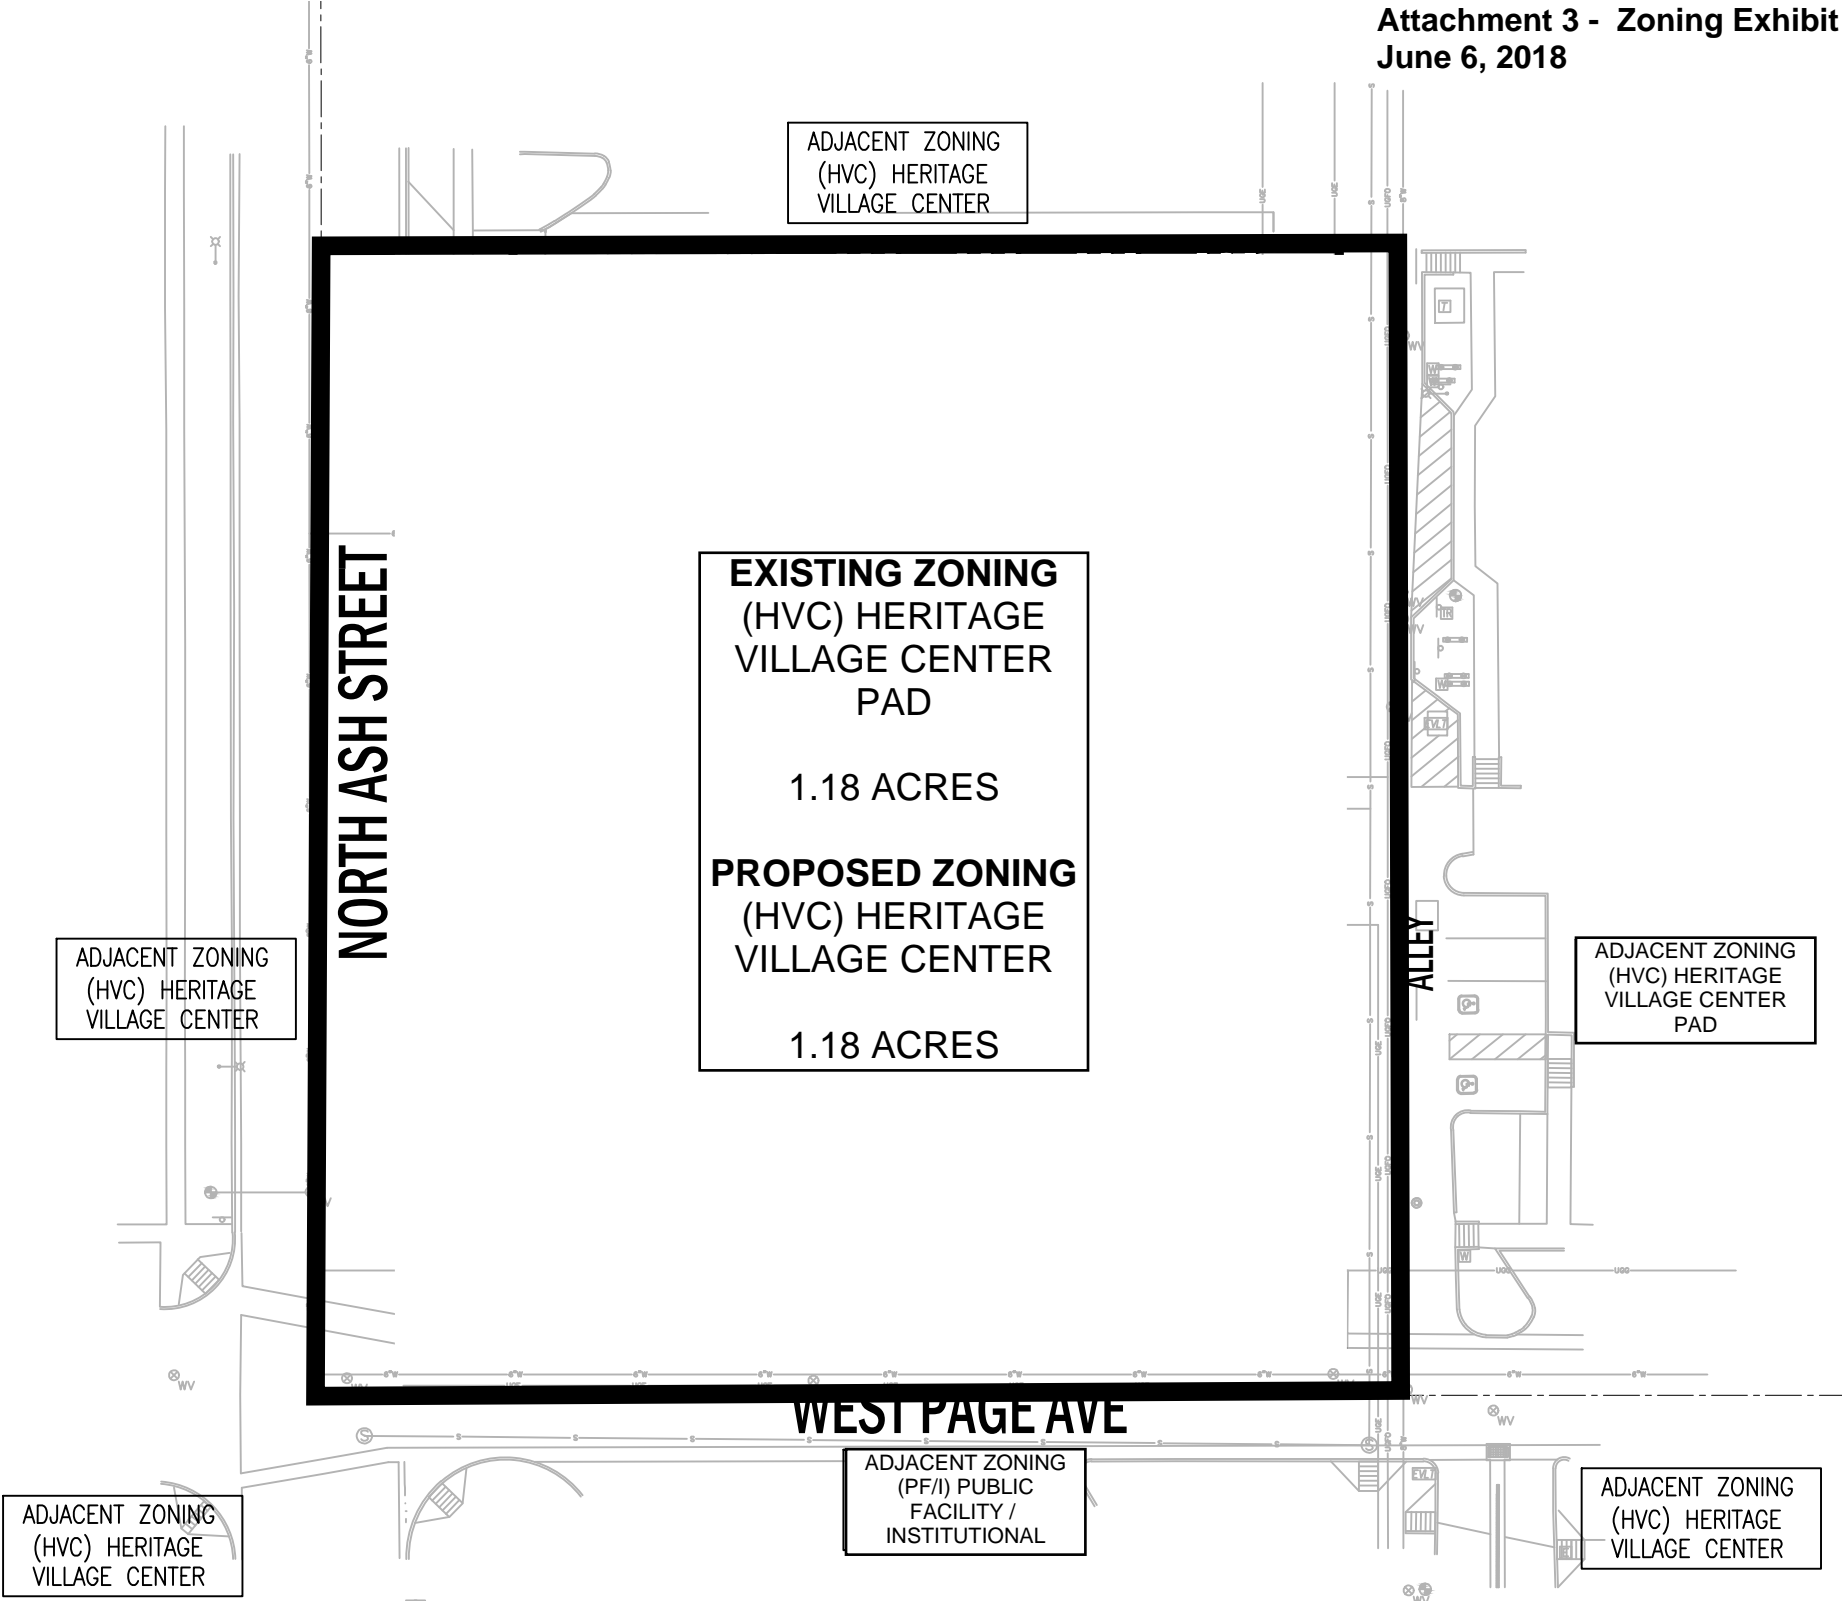 Attachment 3 -  Zoning Exhibit
June 6, 2018
ADJACENT ZONING
(HVC) HERITAGE
VILLAGE CENTER
EXISTING ZONING
(HVC) HERITAGE
VILLAGE CENTER
PAD
1.18 ACRES
PROPOSED ZONING
(HVC) HERITAGE
VILLAGE CENTER
1.18 ACRES
NORTH ASH STREET
ALLEY
ADJACENT ZONING
(HVC) HERITAGE
VILLAGE CENTER
ADJACENT ZONING
(HVC) HERITAGE
VILLAGE CENTER
PAD
WEST PAGE AVE
ADJACENT ZONING
(PF/I) PUBLIC
FACILITY /
INSTITUTIONAL
ADJACENT ZONING
(HVC) HERITAGE
VILLAGE CENTER
ADJACENT ZONING
(HVC) HERITAGE
VILLAGE CENTER